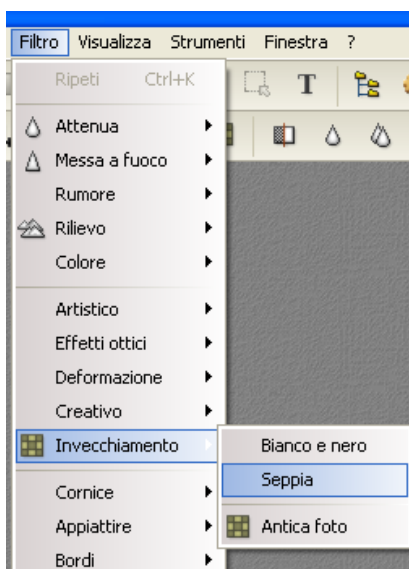 Filtro Visualizza Strumenti Finestra ?
Ripeti Ctrl+K
T
Attenua
Messa a fuoco
Rumore
Rilievo
Colore
Artistico
Effetti ottici
Deformazione
Creativo
Invecchiamento
Bianco e nero
Seppia
Antica foto
Cornice
Appiattire
Bordi